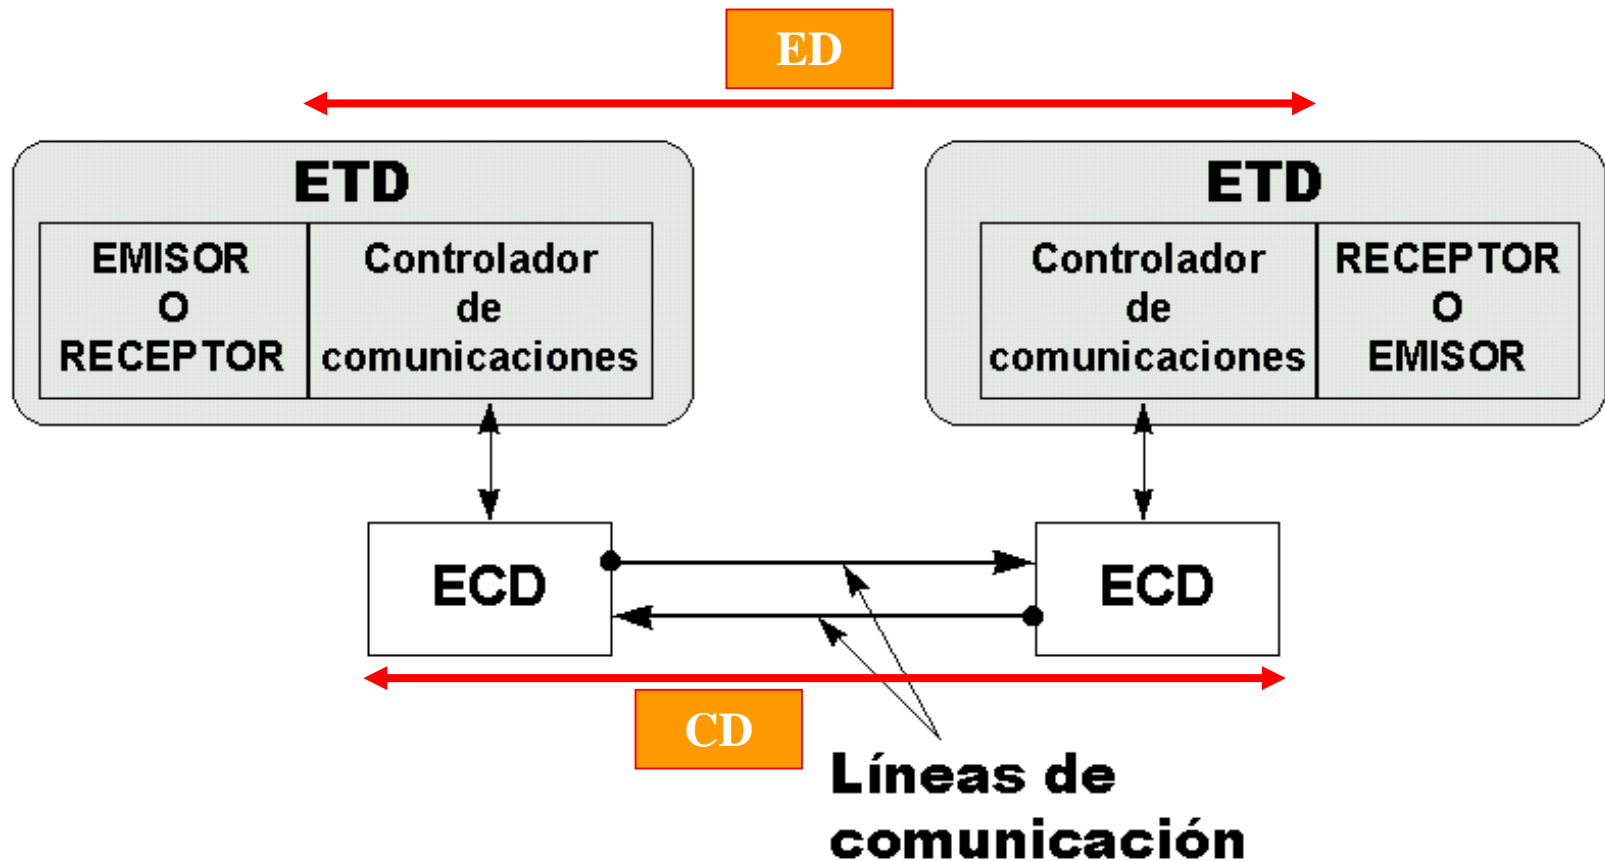 ED
ETD
EMISOR
O
RECEPTOR
Controlador
de
comunicaciones
ETD
Controlador
de
comunicaciones
RECEPTOR
O
EMISOR
ECD
ECD
CD
Líneas de
comunicación